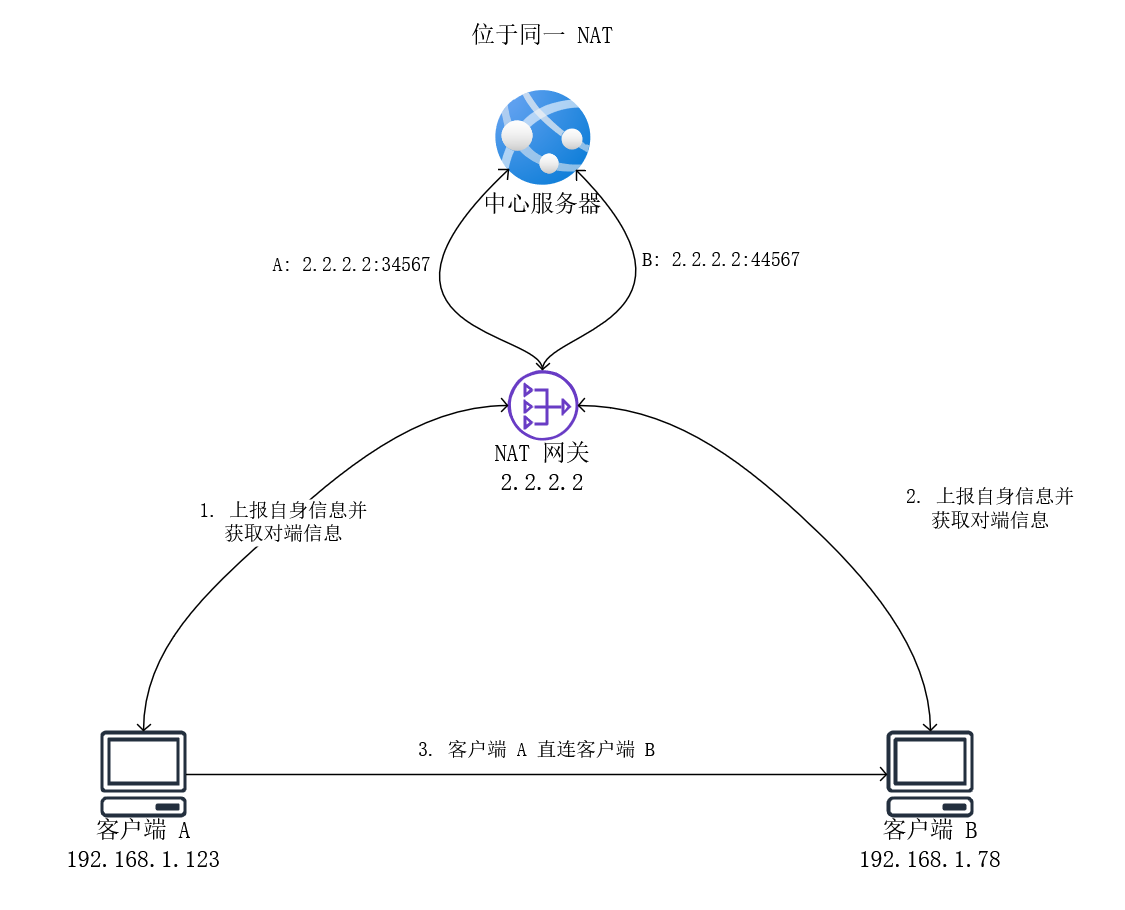 位于同一 NAT
中心服务器
A: 2.2.2.2:34567
B: 2.2.2.2:44567
NAT 网关
2.2.2.2
1. 上报自身信息并
获取对端信息
2. 上报自身信息并
获取对端信息
3. 客户端 A 直连客户端 B
客户端 A
192.168.1.123
客户端 B
192.168.1.78